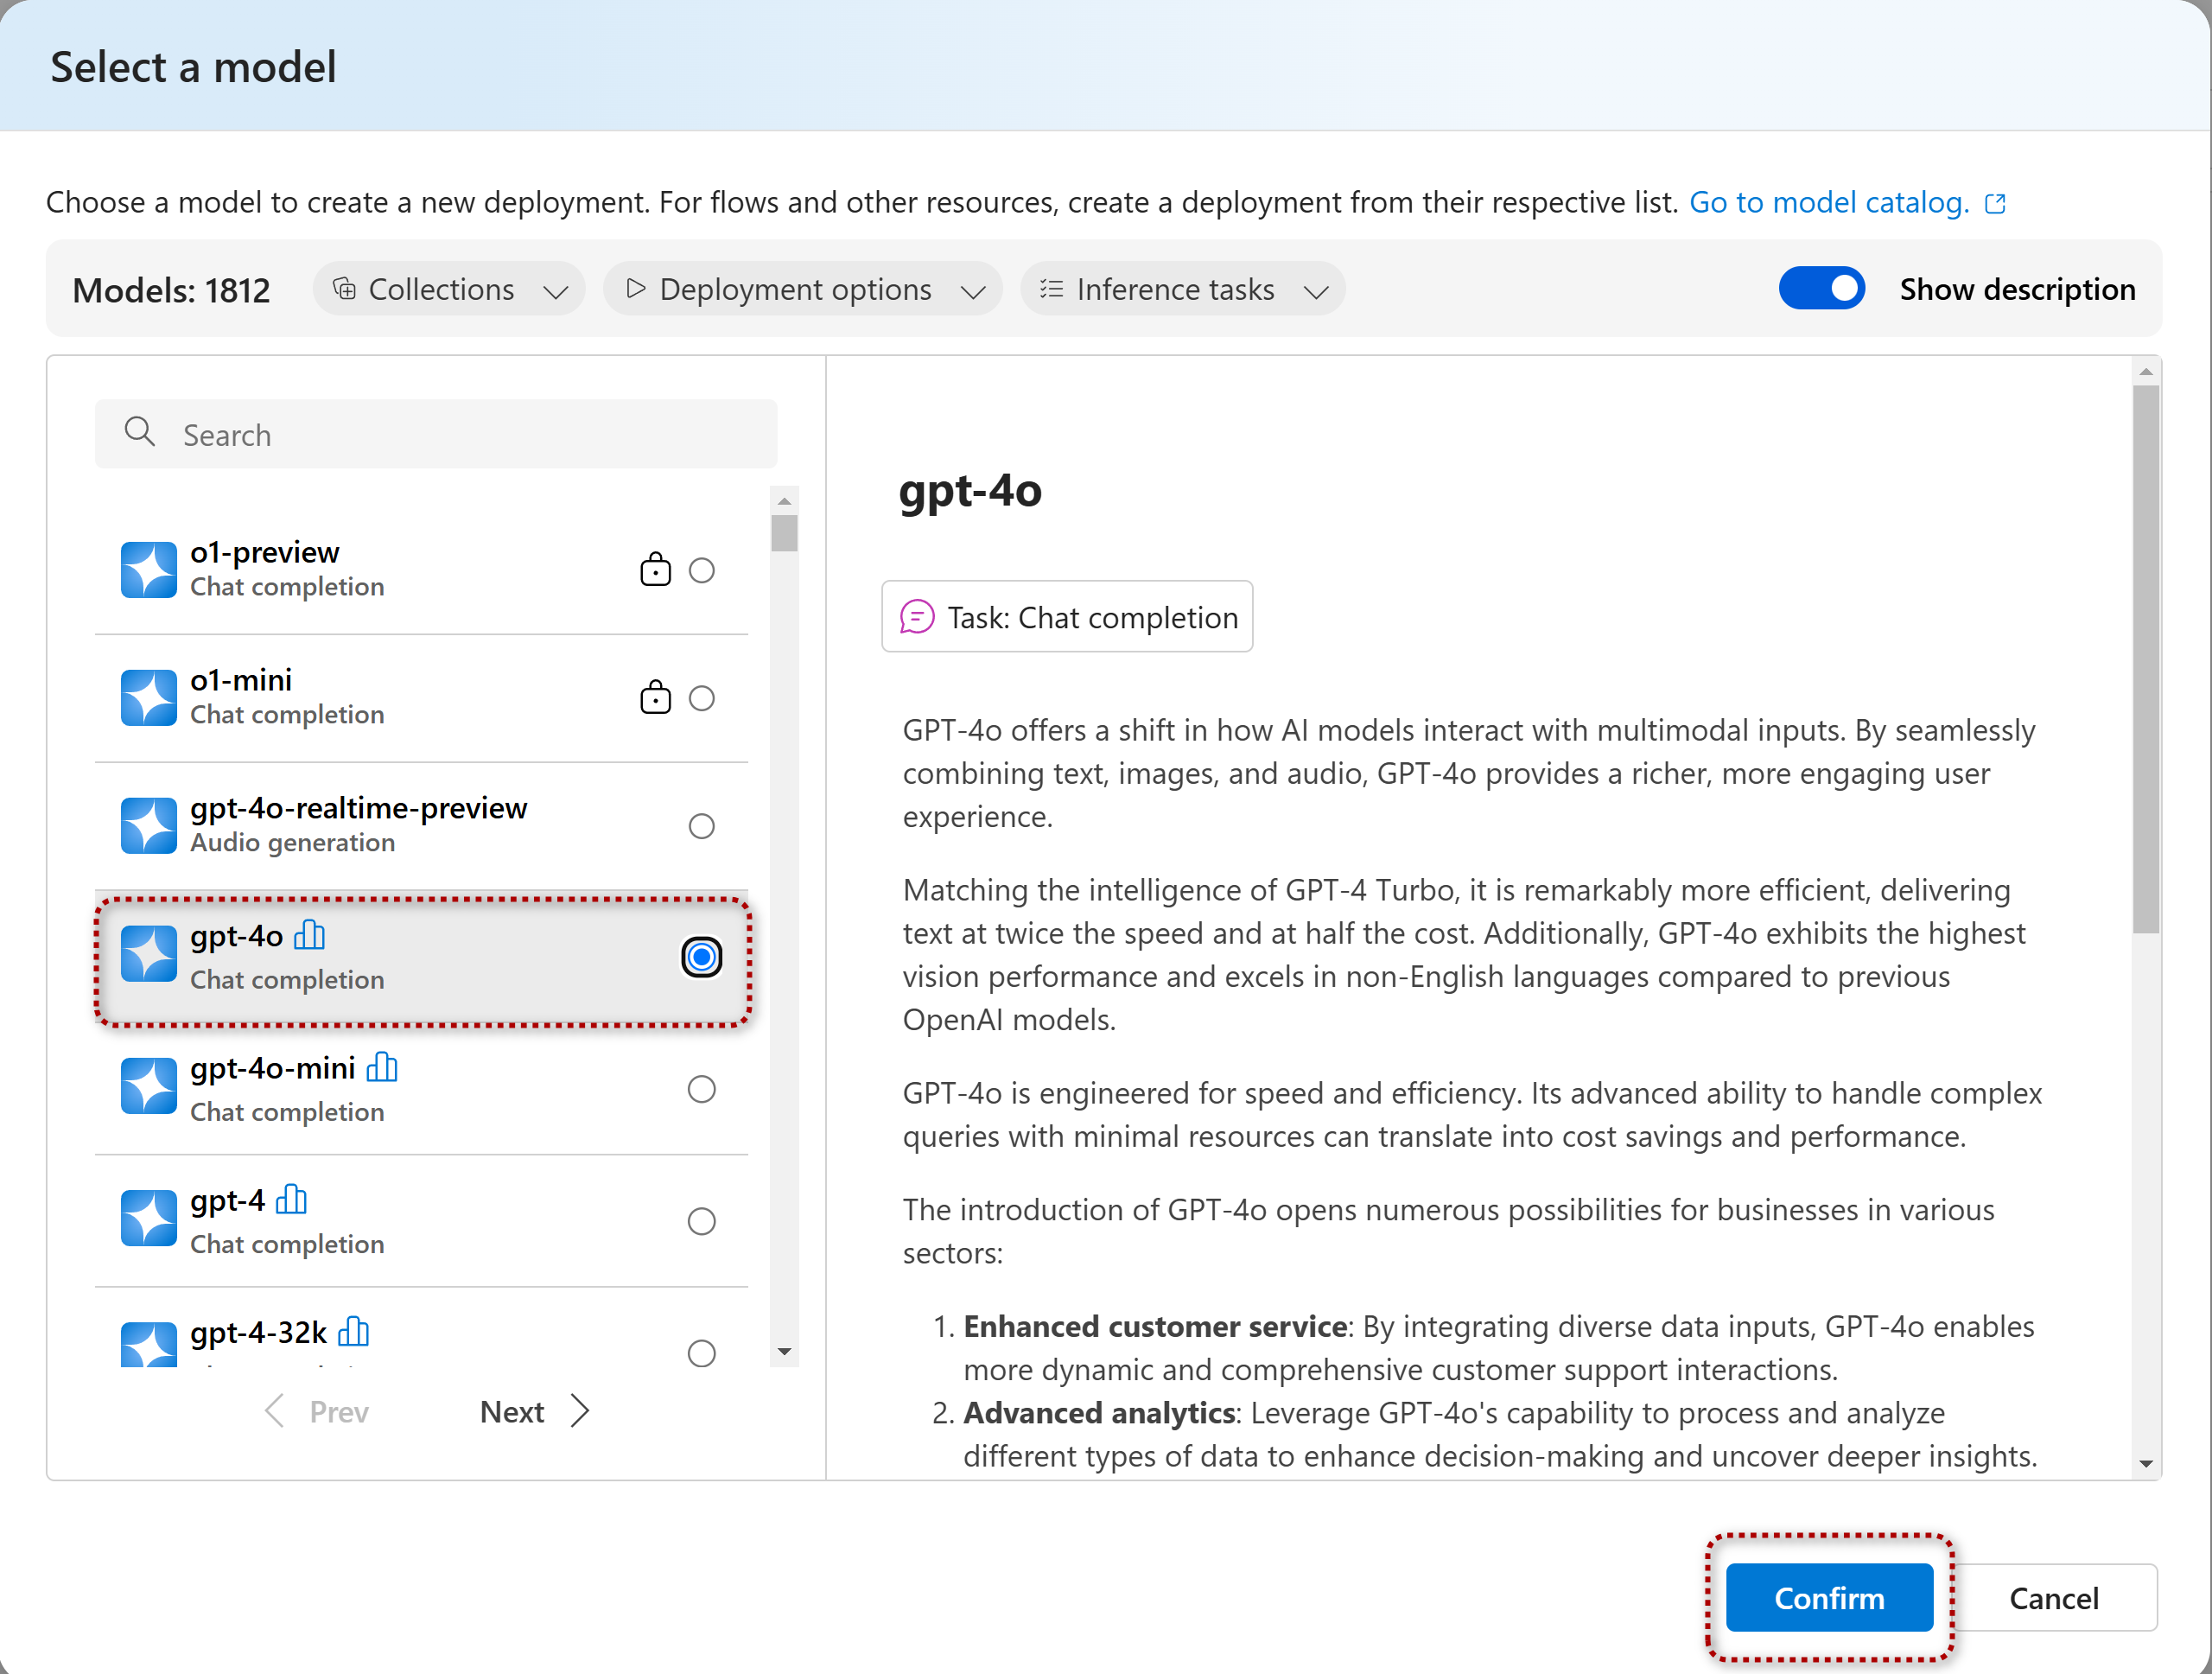 Select a model
Choose a model to create a new deployment. For flows and other resources, create a deployment from their respective list. Go to model catalog.
Models: 1812 Collections Deployment options Inference tasks Show description
Search
o1-preview
Chat completion
o1-mini
Chat completion
gpt-4o-realtime-preview
Audio generation
gpt-4o
Chat completion
gpt-4o-mini
Chat completion
gpt-4
Chat completion
gpt-4-32k
Prev Next
gpt-4o
Task: Chat completion
GPT-4o offers a shift in how AI models interact with multimodal inputs. By seamlessly
combining text, images, and audio, GPT-4o provides a richer, more engaging user
experience.
Matching the intelligence of GPT-4 Turbo, it is remarkably more efficient, delivering
text at twice the speed and at half the cost. Additionally, GPT-4o exhibits the highest
vision performance and excels in non-English languages compared to previous
OpenAI models.
GPT-4o is engineered for speed and efficiency. Its advanced ability to handle complex
queries with minimal resources can translate into cost savings and performance.
The introduction of GPT-4o opens numerous possibilities for businesses in various
sectors:
1. Enhanced customer service: By integrating diverse data inputs, GPT-4o enables
more dynamic and comprehensive customer support interactions.
2. Advanced analytics: Leverage GPT-4o's capability to process and analyze
different types of data to enhance decision-making and uncover deeper insights.
Confirm Cancel